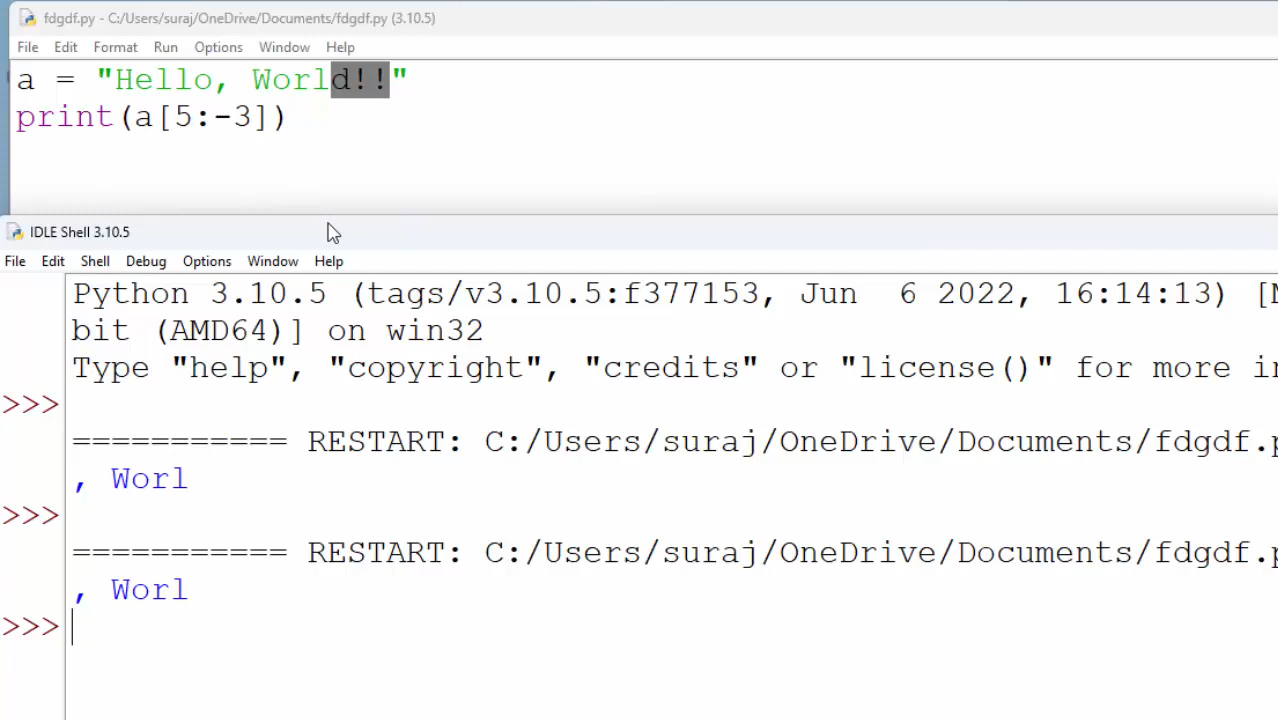 fdgdf.py - C:/Users/suraj/OneDrive/Documents/fdgdf.py (3.10.5)
File Edit Format Run Options Window Help
a = "Hello, World!!"
print(a[5:-3])
IDLE Shell 3.10.5
File Edit Shell Debug Options Window Help
Python 3.10.5 (tags/v3.10.5:f377153, Jun  6 2022, 16:14:13) [
bit (AMD64)] on win32
Type "help", "copyright", "credits" or "license()" for more in
>>>
=========== RESTART: C:/Users/suraj/OneDrive/Documents/fdgdf.p
, Worl
>>>
=========== RESTART: C:/Users/suraj/OneDrive/Documents/fdgdf.p
, Worl
>>>